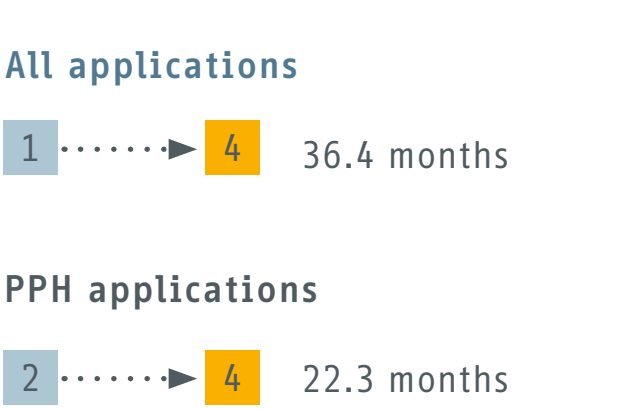 All applications
1 4 36.4 months
PPH applications
2 4 22.3 months